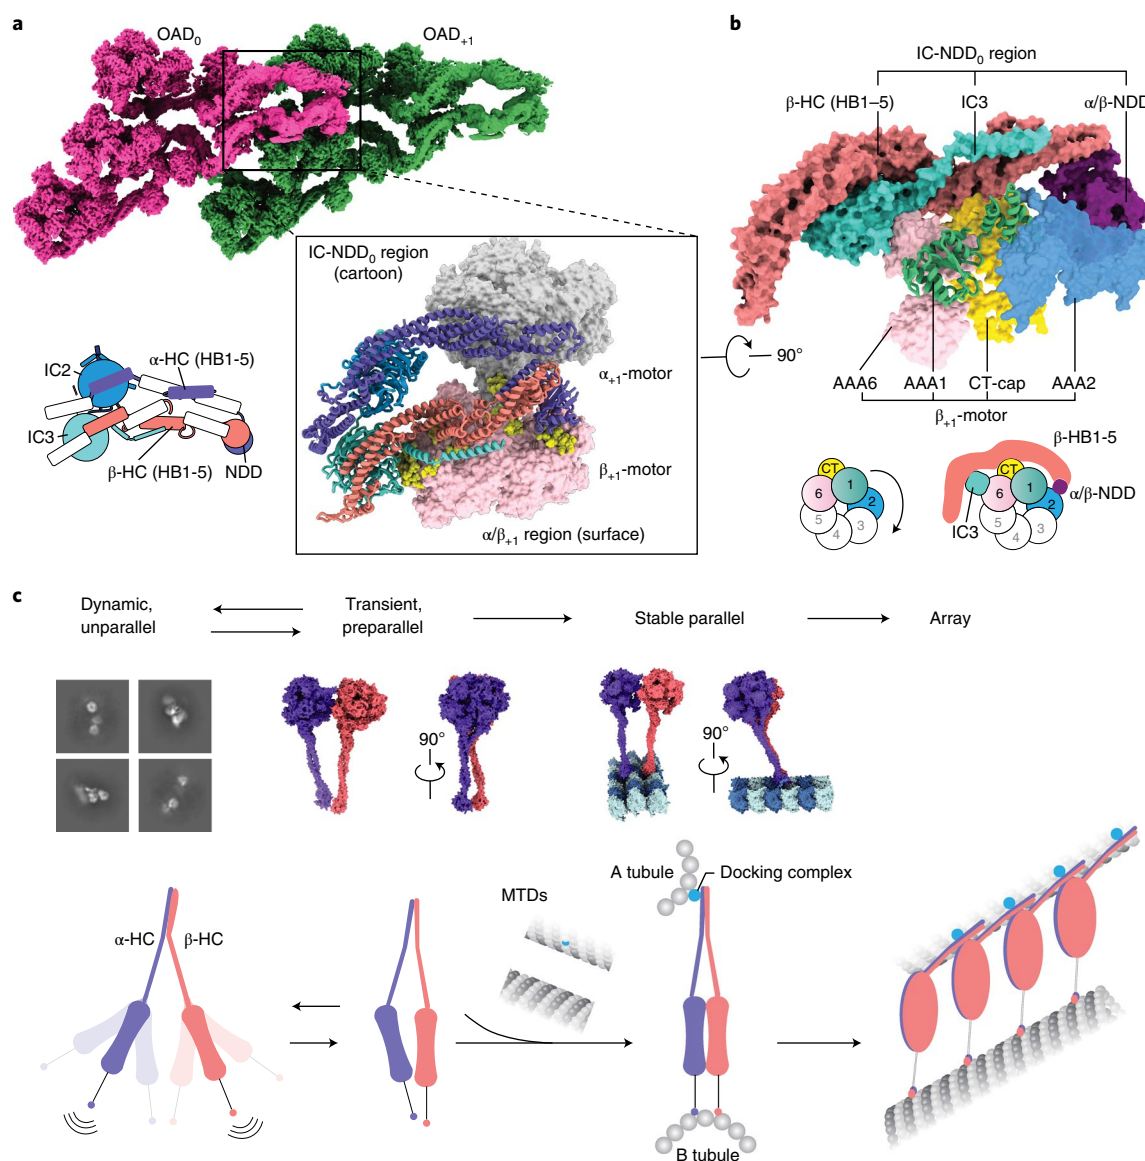 a
OAD0
OAD+1
IC-NDD0 region
(cartoon)
α+1-motor
β+1-motor
α/β+1 region (surface)
α-HC (HB1-5)
IC2
IC3
β-HC (HB1-5)
NDD
b
IC-NDD0 region
β-HC (HB1–5)
IC3
α/β-NDD
90°
AAA6
AAA1
CT-cap
AAA2
β+1-motor
β-HB1-5
CT
1
6
2
5
3
4
CT
1
6
2
α/β-NDD
5
3
IC3
4
c
Dynamic,
unparallel
Transient,
preparallel
Stable parallel
Array
90°
90°
α-HC
β-HC
MTDs
A tubule
Docking complex
B tubule